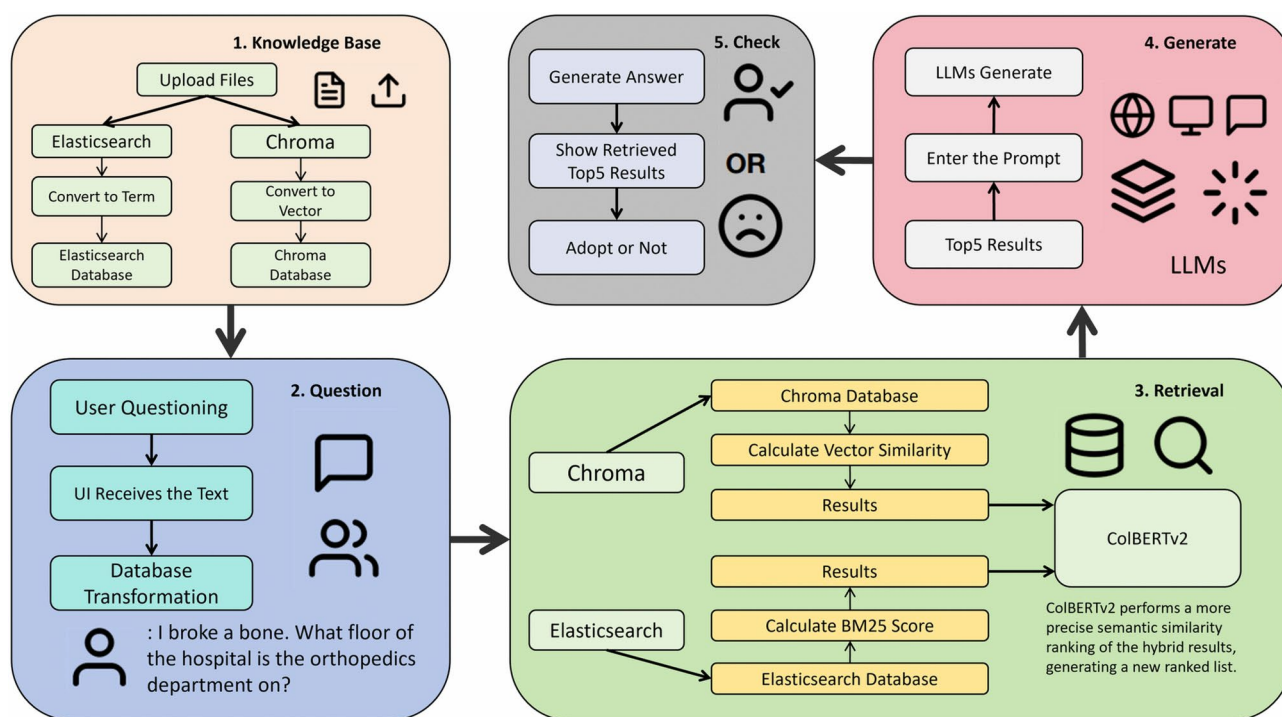 1. Knowledge Base
Upload Files
Elasticsearch
Chroma
Convert to Term
Convert to
Vector
Elasticsearch
Database
Chroma
Database
2. Question
User Questioning
UI Receives the Text
Database
Transformation
: I broke a bone. What floor of
the hospital is the orthopedics
department on?
3. Retrieval
Chroma Database
Calculate Vector Similarity
Chroma
Results
ColBERTv2
Results
Elasticsearch
Calculate BM25 Score
Elasticsearch Database
ColBERTv2 performs a more
precise semantic similarity
ranking of the hybrid results,
generating a new ranked list.
4. Generate
LLMs Generate
Enter the Prompt
Top5 Results
LLMs
5. Check
Generate Answer
Show Retrieved
Top5 Results
OR
Adopt or Not